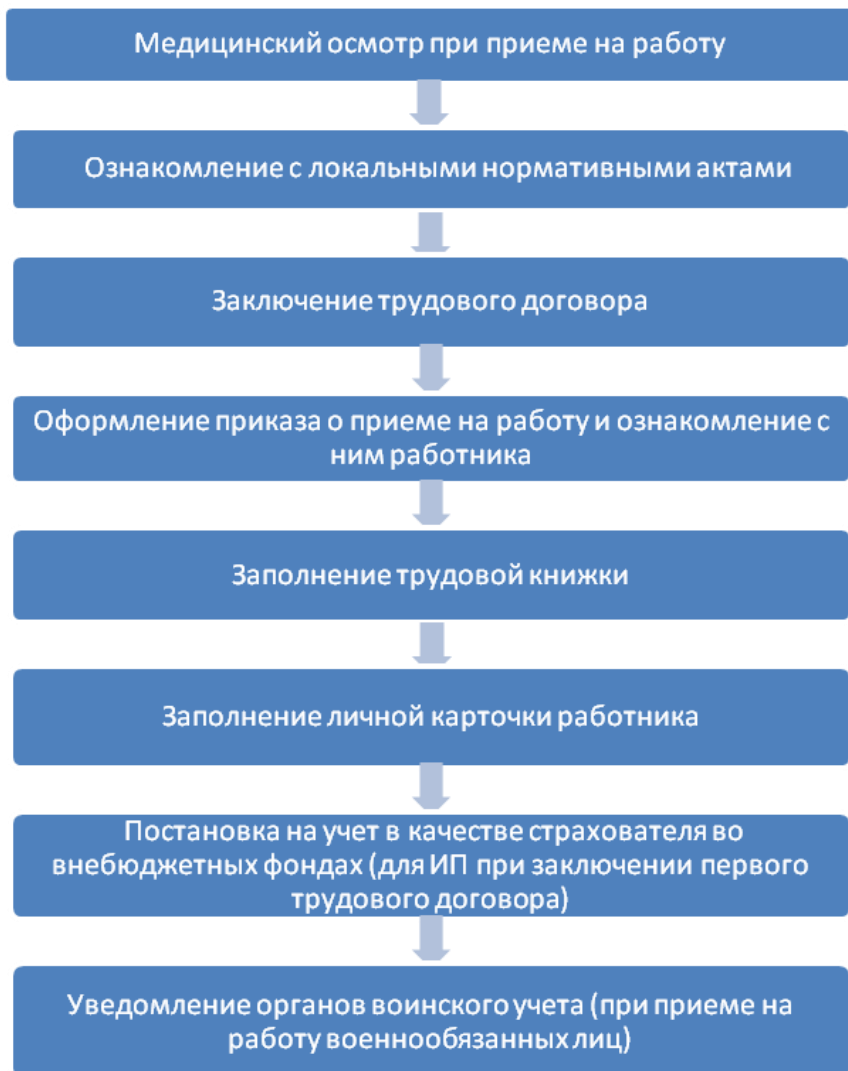 Медицинский осмотр при приеме на работу
Ознакомление с локальными нормативными актами
Заключение трудового договора
Оформление приказа о приеме на работу и ознакомление с
ним работника
Заполнение трудовой книжки
Заполнение личной карточки работника
Постановка на учет в качестве страхователя во
внебюджетных фондах (для ИП при заключении первого
трудового договора)
Уведомление органов воинского учета (при приеме на
работу военнообязанных лиц)